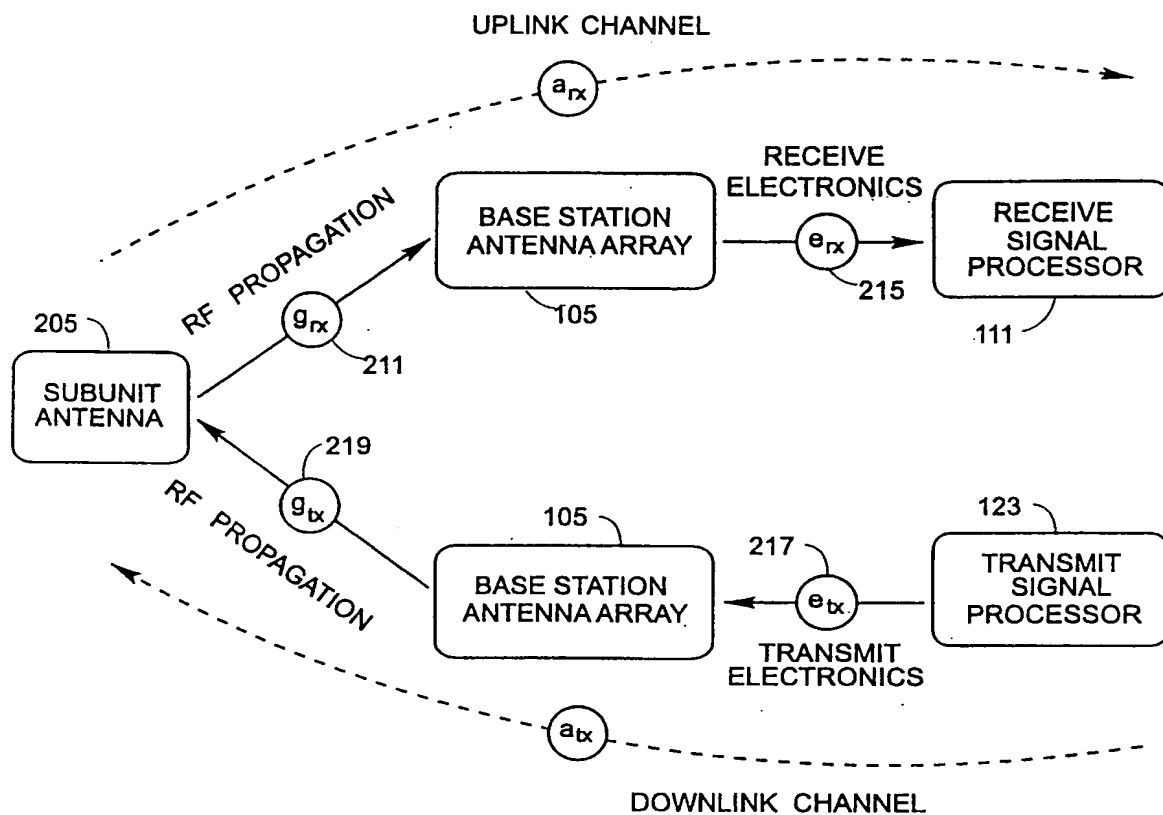 UPLINK CHANNEL
a_rx
RF PROPAGATION
g_rx
211
BASE STATION
ANTENNA ARRAY
105
RECEIVE
ELECTRONICS
e_rx
215
RECEIVE
SIGNAL
PROCESSOR
111
205
SUBUNIT
ANTENNA
219
g_tx
RF PROPAGATION
105
BASE STATION
ANTENNA ARRAY
217
e_tx
TRANSMIT
ELECTRONICS
123
TRANSMIT
SIGNAL
PROCESSOR
a_tx
DOWNLINK CHANNEL